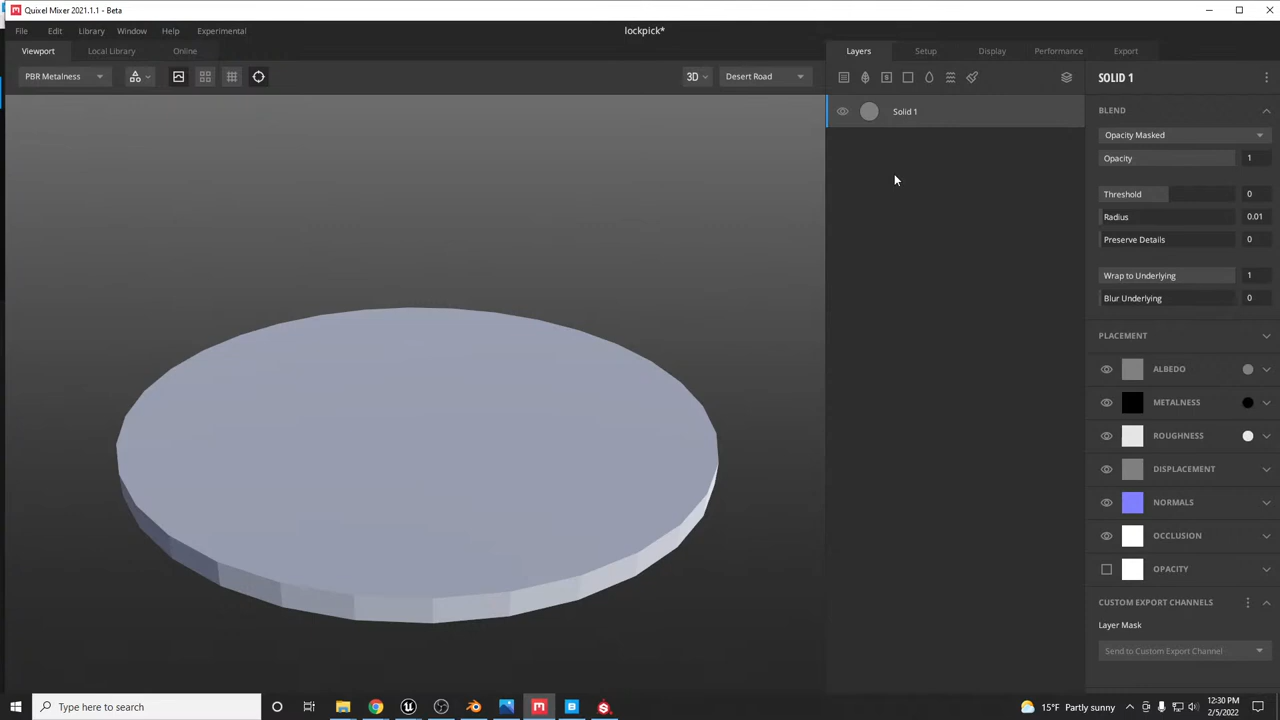 Quixel Mixer 2021.1.1 - Beta
File Edit Library Window Help Experimental lockpick*
Viewport Local Library Online Layers Setup Display Performance Export
PBR Metalness 3D Desert Road SOLID 1
Solid 1
BLEND
Opacity Masked
Opacity 1
Threshold 0
Radius 0.01
Preserve Details 0
Wrap to Underlying 1
Blur Underlying 0
PLACEMENT
ALBEDO
METALNESS
ROUGHNESS
DISPLACEMENT
NORMALS
OCCLUSION
OPACITY
CUSTOM EXPORT CHANNELS
Layer Mask
Send to Custom Export Channel
Type here to search 15°F Partly sunny 12:30 PM
2/5/2022